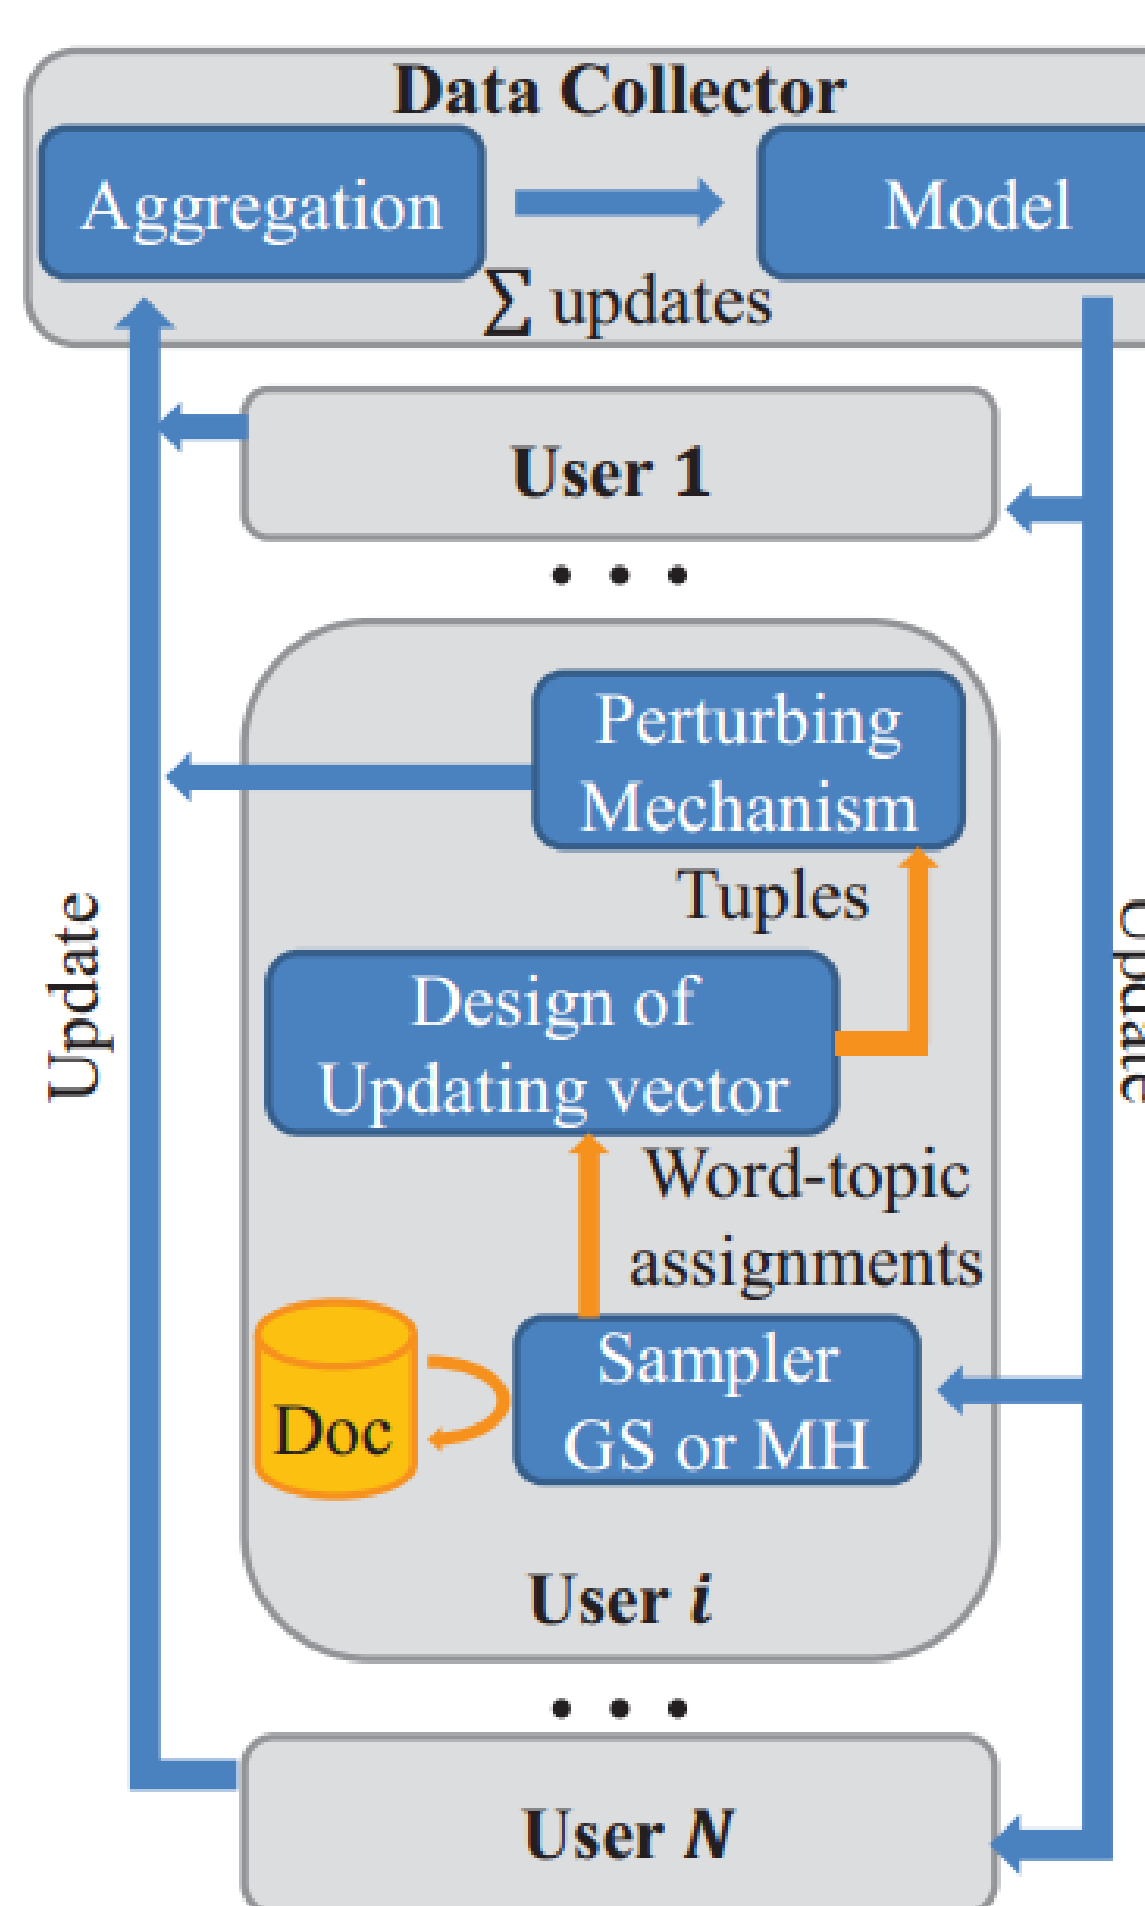 Data Collector
Aggregation
Model
∑ updates
User 1
• • •
Perturbing
Mechanism
Tuples
Design of
Updating vector
Word-topic
assignments
Sampler
GS or MH
Doc
User i
• • •
User N
Update
Update